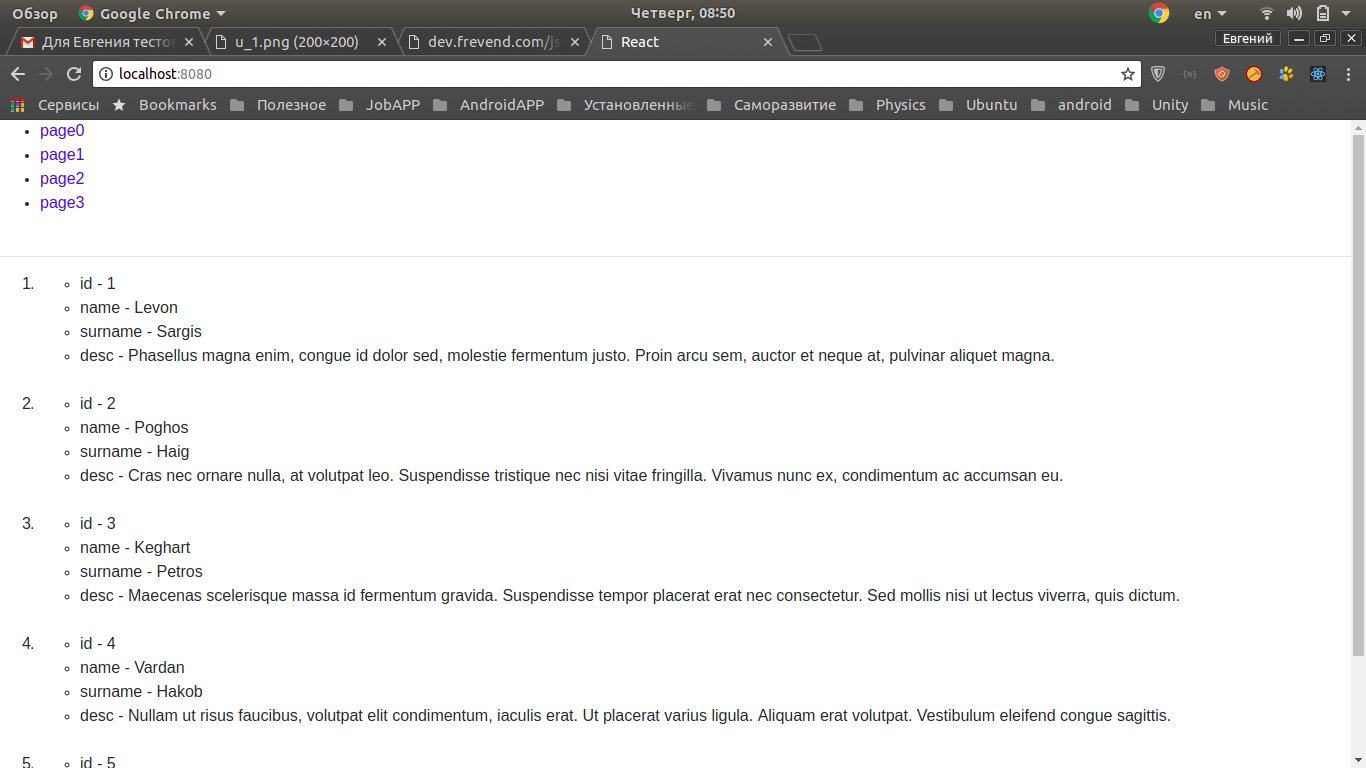 Обзор Google Chrome Четверг, 08:50 en
Для Евгения тесто u_1.png (200×200) dev.frevend.com/js React Евгений
localhost:8080
Сервисы Bookmarks Полезное JobAPP AndroidAPP Установленные Саморазвитие Physics Ubuntu android Unity Music
• page0
• page1
• page2
• page3
1. ◦ id - 1
◦ name - Levon
◦ surname - Sargis
◦ desc - Phasellus magna enim, congue id dolor sed, molestie fermentum justo. Proin arcu sem, auctor et neque at, pulvinar aliquet magna.
2. ◦ id - 2
◦ name - Poghos
◦ surname - Haig
◦ desc - Cras nec ornare nulla, at volutpat leo. Suspendisse tristique nec nisi vitae fringilla. Vivamus nunc ex, condimentum ac accumsan eu.
3. ◦ id - 3
◦ name - Keghart
◦ surname - Petros
◦ desc - Maecenas scelerisque massa id fermentum gravida. Suspendisse tempor placerat erat nec consectetur. Sed mollis nisi ut lectus viverra, quis dictum.
4. ◦ id - 4
◦ name - Vardan
◦ surname - Hakob
◦ desc - Nullam ut risus faucibus, volutpat elit condimentum, iaculis erat. Ut placerat varius ligula. Aliquam erat volutpat. Vestibulum eleifend congue sagittis.
5. ◦ id - 5